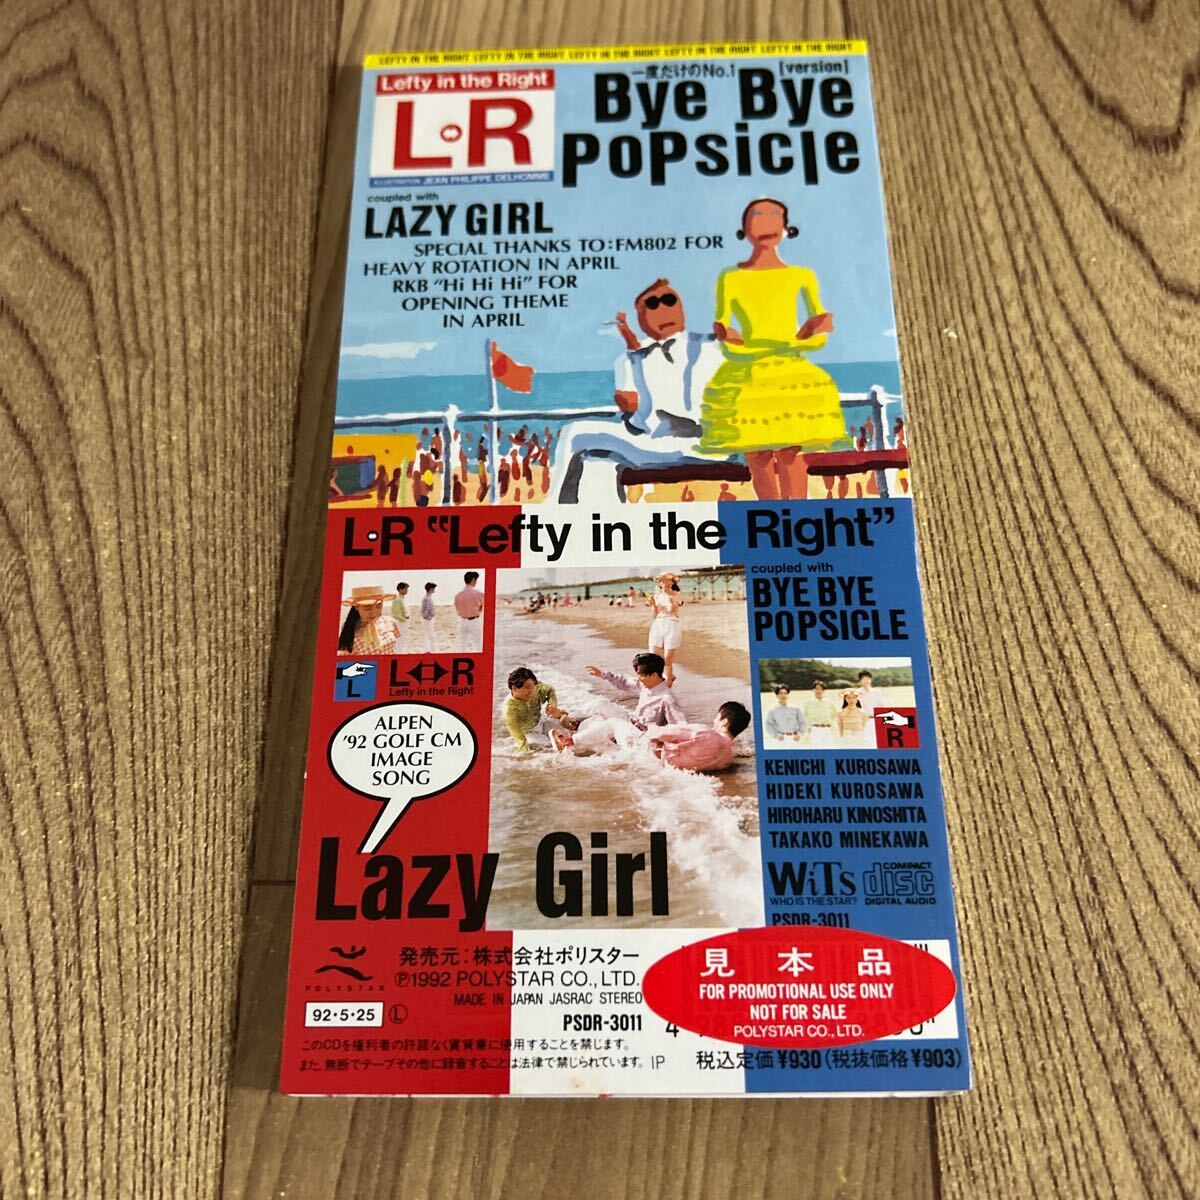 LEFTY IN THE RIGHT LEFTY IN THE RIGHT LEFTY IN THE RIGHT LEFTY IN THE RIGHT LEFTY IN THE RIGHT
Lefty in the Right
L⇔R
ILLUSTRATION JEAN PHILIPPE DELHOMME
一度だけのNo.1 [version]
Bye Bye
PoPsicle
coupled with
LAZY GIRL
SPECIAL THANKS TO:FM802 FOR
HEAVY ROTATION IN APRIL
RKB "Hi Hi Hi" FOR
OPENING THEME
IN APRIL
L⇔R "Lefty in the Right"
coupled with
BYE BYE
POPSICLE
L
L⇔R
Lefty in the Right
R
ALPEN
'92 GOLF CM
IMAGE
SONG
Lazy Girl
KENICHI KUROSAWA
HIDEKI KUROSAWA
HIROHARU KINOSHITA
TAKAKO MINEKAWA
WiTs
WHO IS THE STAR?
COMPACT
disc
DIGITAL AUDIO
PSDR-3011
POLYSTAR
発売元:株式会社ポリスター
Ⓟ1992 POLYSTAR CO., LTD.
MADE IN JAPAN JASRAC STEREO
92・5・25 Ⓛ
PSDR-3011
見本品
FOR PROMOTIONAL USE ONLY
NOT FOR SALE
POLYSTAR CO., LTD.
このCDを権利者の許諾なく賃貸業に使用することを禁じます。
また、無断でテープその他に録音することは法律で禁じられています。 IP
税込定価¥930(税抜価格¥903)